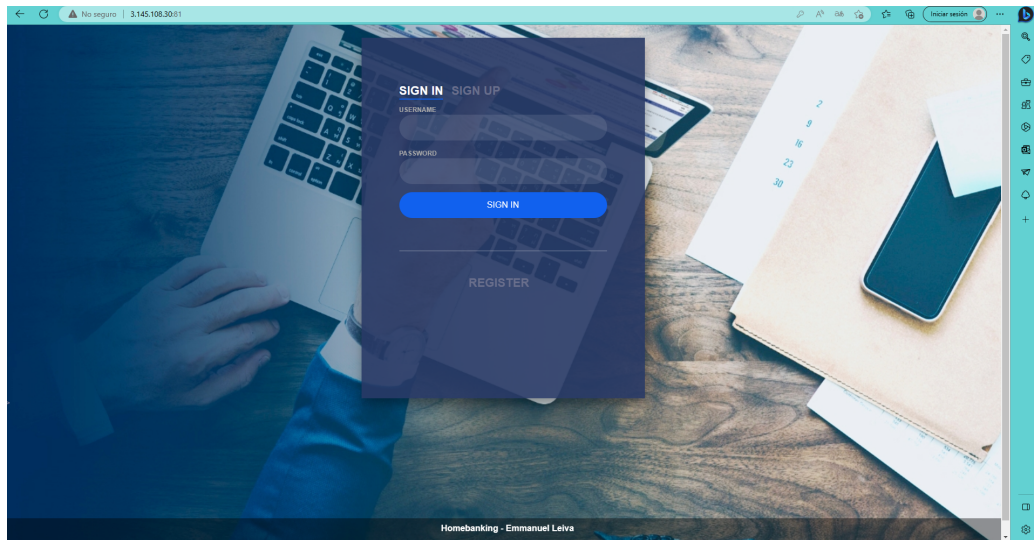 No seguro | 3.145.108.30:81
Iniciar sesión
SIGN IN SIGN UP
USERNAME
PASSWORD
SIGN IN
REGISTER
2
9
16
23
30
Homebanking - Emmanuel Leiva